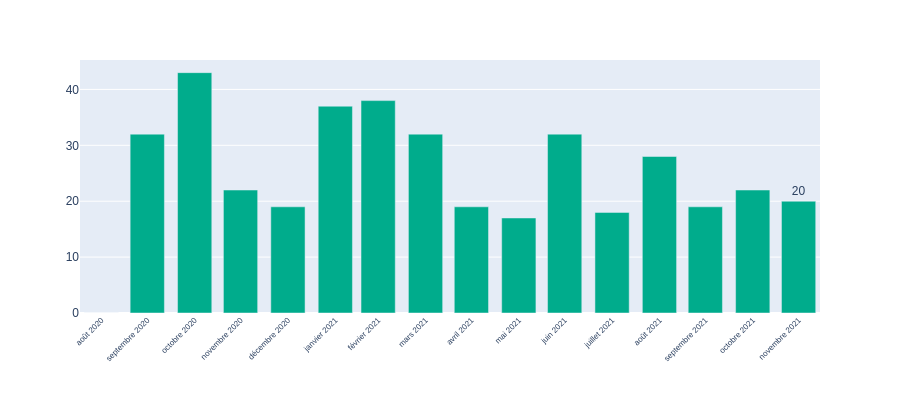 40
30
20
10
0
20
août 2020
septembre 2020
octobre 2020
novembre 2020
décembre 2020
janvier 2021
février 2021
mars 2021
avril 2021
mai 2021
juin 2021
juillet 2021
août 2021
septembre 2021
octobre 2021
novembre 2021